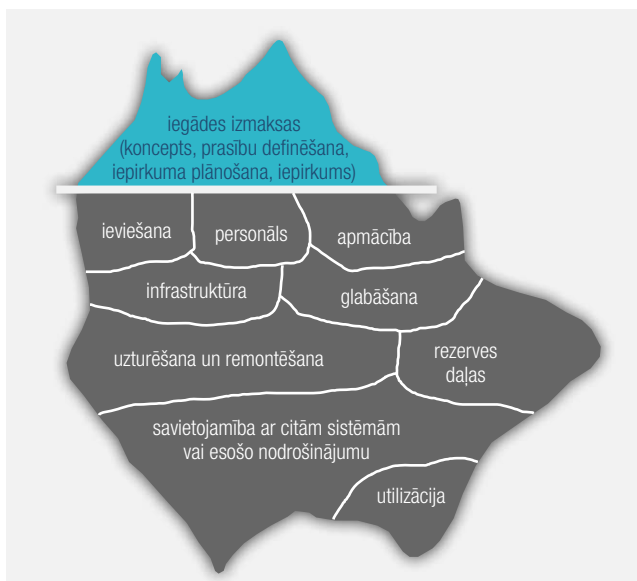 iegādes izmaksas
(koncepts, prasību definēšana,
iepirkuma plānošana, iepirkums)
ieviešana
personāls
apmācība
infrastruktūra
glabāšana
uzturēšana un remontēšana
rezerves
daļas
savietojamība ar citām sistēmām
vai esošo nodrošinājumu
utilizācija